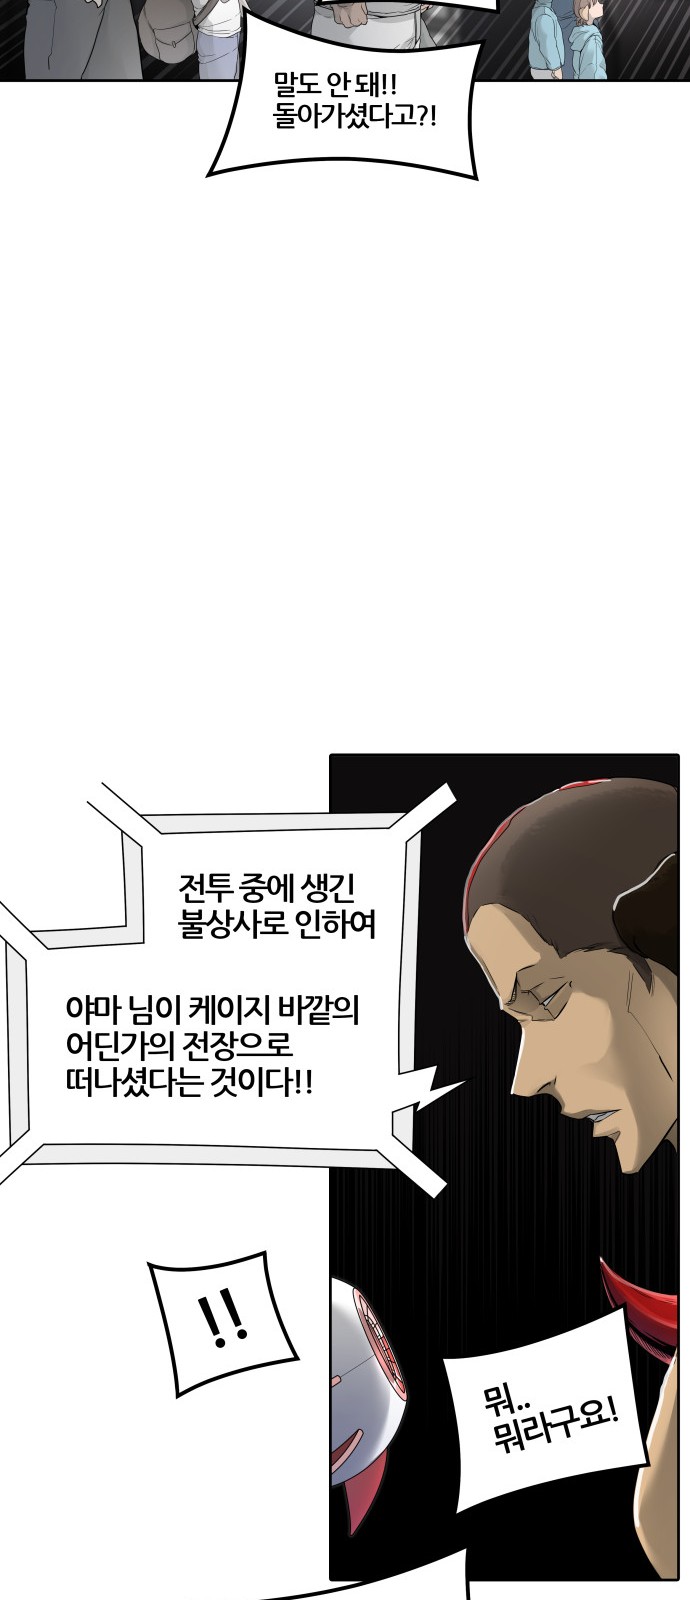 말도 안 돼!!
돌아가셨다고?!
전투 중에 생긴
불상사로 인하여
야마 님이 케이지 바깥의
어딘가의 전장으로
떠나셨다는 것이다!!
!!
뭐..
뭐라구요!